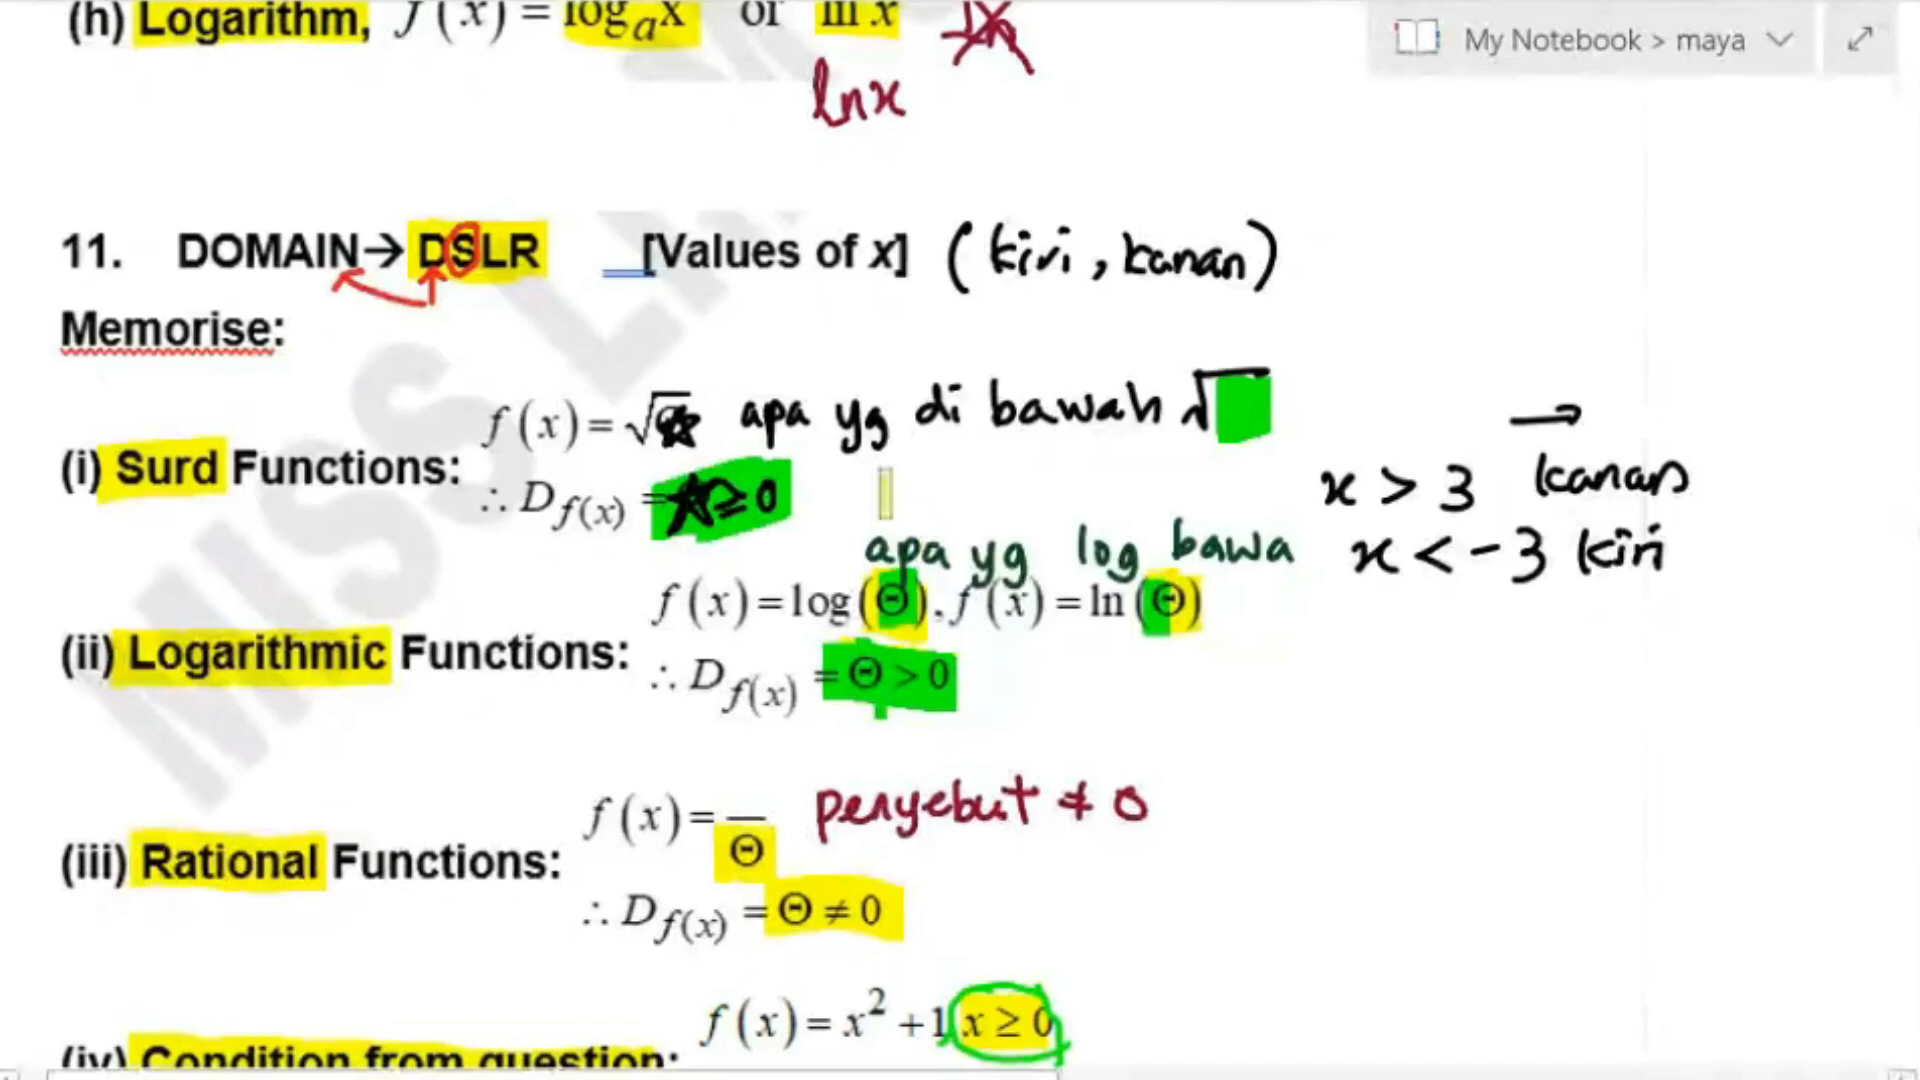 (h) Logarithm, f(x) = logₐx or ln x
My Notebook > maya
ln x
11. DOMAIN→ DSLR [Values of x] (kiri, kanan)
Memorise:
f(x) = √☆ apa yg di bawah √
(i) Surd Functions:
∴ D_f(x) = ☆ ≥ 0
x > 3 → kanan
x < -3 kiri
apa yg log bawa
f(x) = log(Θ), f(x) = ln(Θ)
(ii) Logarithmic Functions:
∴ D_f(x) = Θ > 0
f(x) = —/Θ penyebut ≠ 0
(iii) Rational Functions:
∴ D_f(x) = Θ ≠ 0
f(x) = x² + 1, x ≥ 0
(iv) Condition from question:
MISS